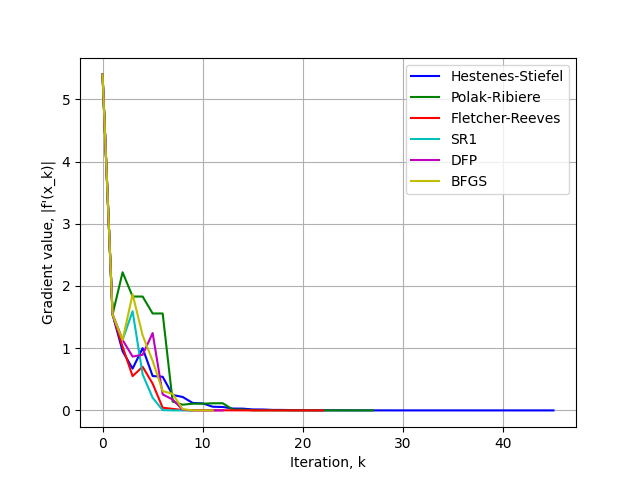 Hestenes-Stiefel
Polak-Ribiere
Fletcher-Reeves
SR1
DFP
BFGS
5
4
3
2
1
0
Gradient value, |f'(x_k)|
0 10 20 30 40
Iteration, k